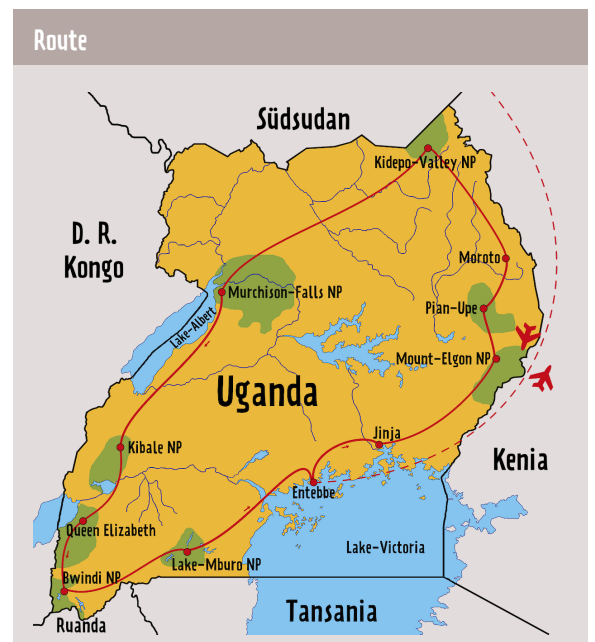 Route
Südsudan
Kidepo-Valley NP
D. R.
Kongo
Moroto
Murchison-Falls NP
Pian-Upe
Lake-Albert
Mount-Elgon NP
Uganda
Jinja
Kibale NP
Kenia
Entebbe
Queen Elizabeth
Lake-Victoria
Lake-Mburo NP
Bwindi NP
Tansania
Ruanda